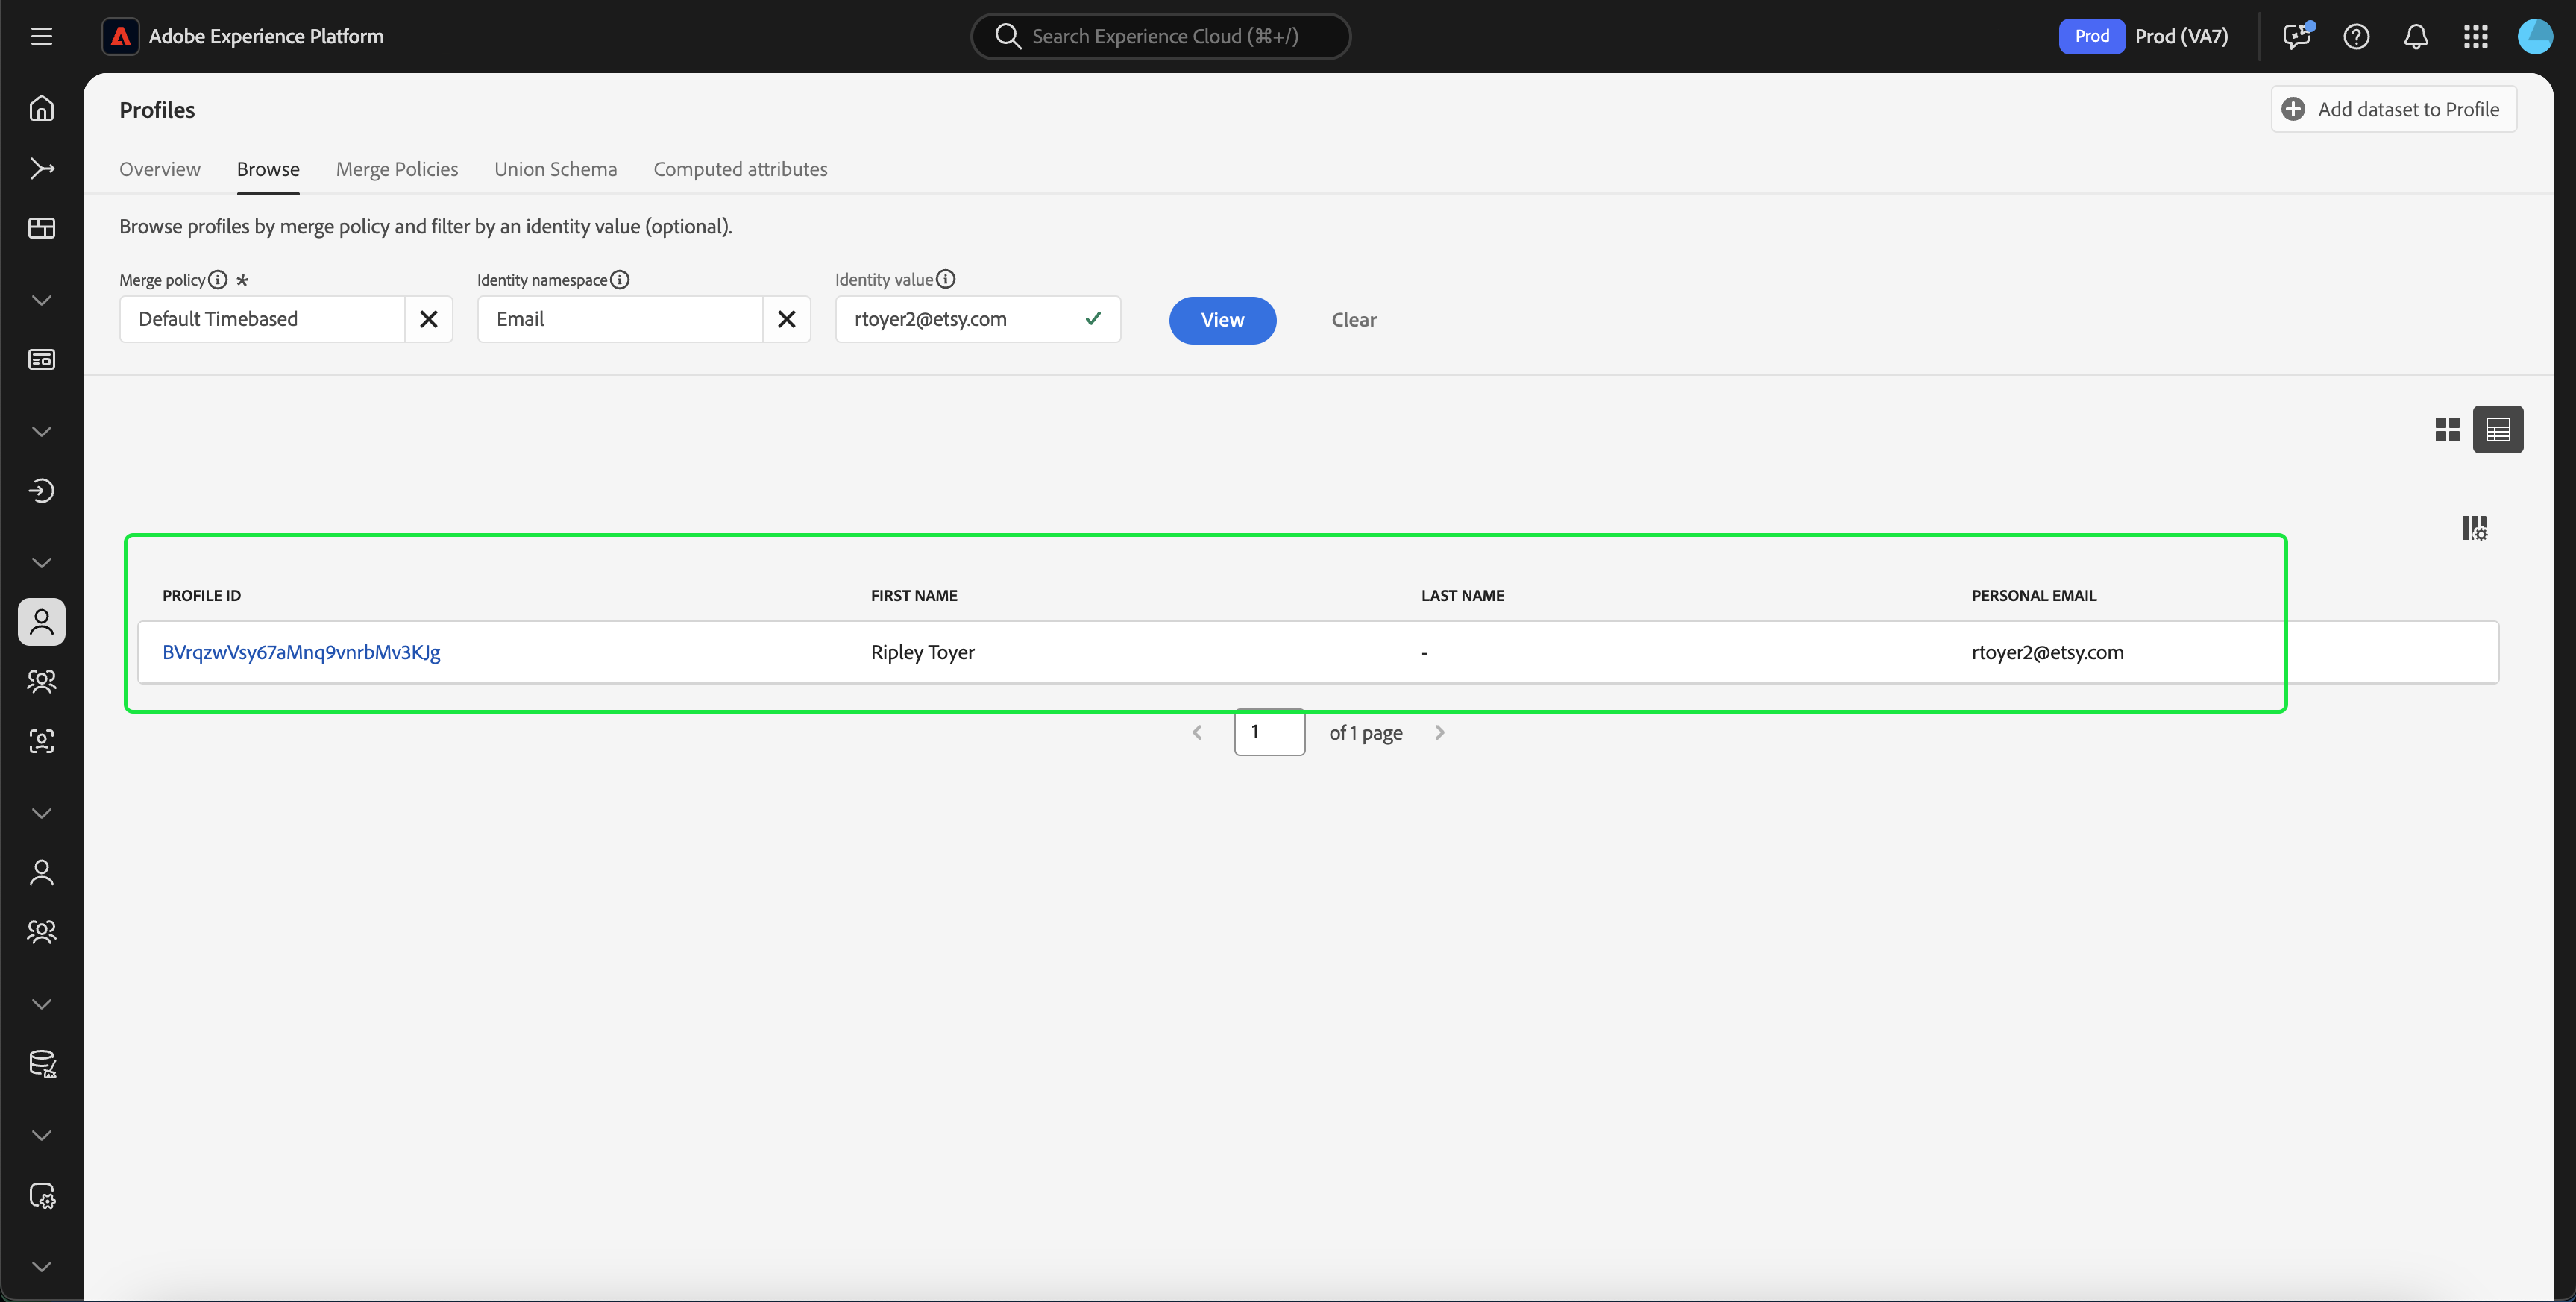 Adobe Experience Platform
Search Experience Cloud (⌘+/)
Prod
Prod (VA7)
Profiles
Add dataset to Profile
Overview
Browse
Merge Policies
Union Schema
Computed attributes
Browse profiles by merge policy and filter by an identity value (optional).
Merge policy *
Identity namespace
Identity value
Default Timebased
Email
rtoyer2@etsy.com
View
Clear
PROFILE ID
FIRST NAME
LAST NAME
PERSONAL EMAIL
BVrqzwVsy67aMnq9vnrbMv3KJg
Ripley Toyer
-
rtoyer2@etsy.com
1
of 1 page